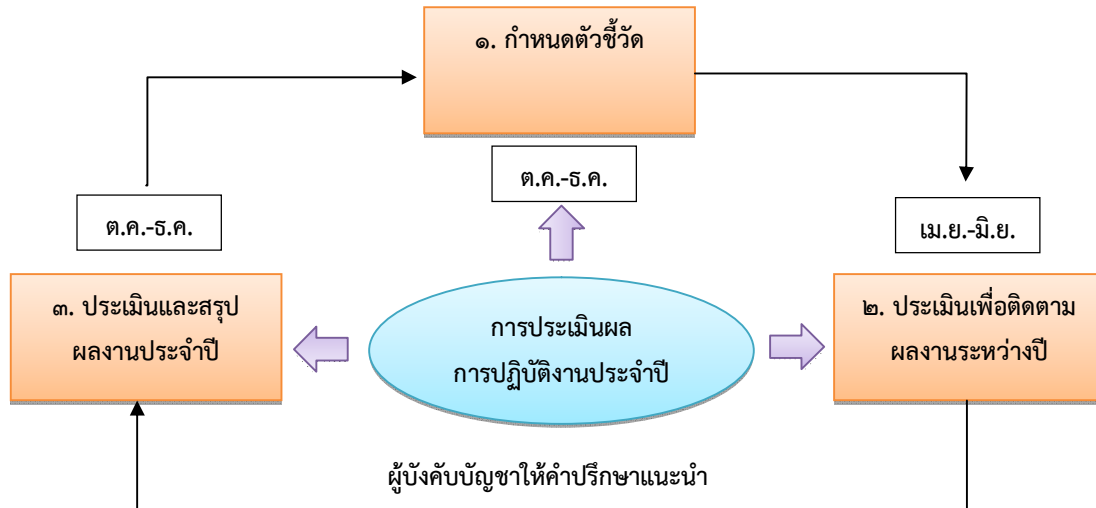 ๑. กำหนดตัวชี้วัด
ต.ค.-ธ.ค.
ต.ค.-ธ.ค.
เม.ย.-มิ.ย.
๓. ประเมินและสรุป
ผลงานประจำปี
การประเมินผล
การปฏิบัติงานประจำปี
๒. ประเมินเพื่อติดตาม
ผลงานระหว่างปี
ผู้บังคับบัญชาให้คำปรึกษาแนะนำ